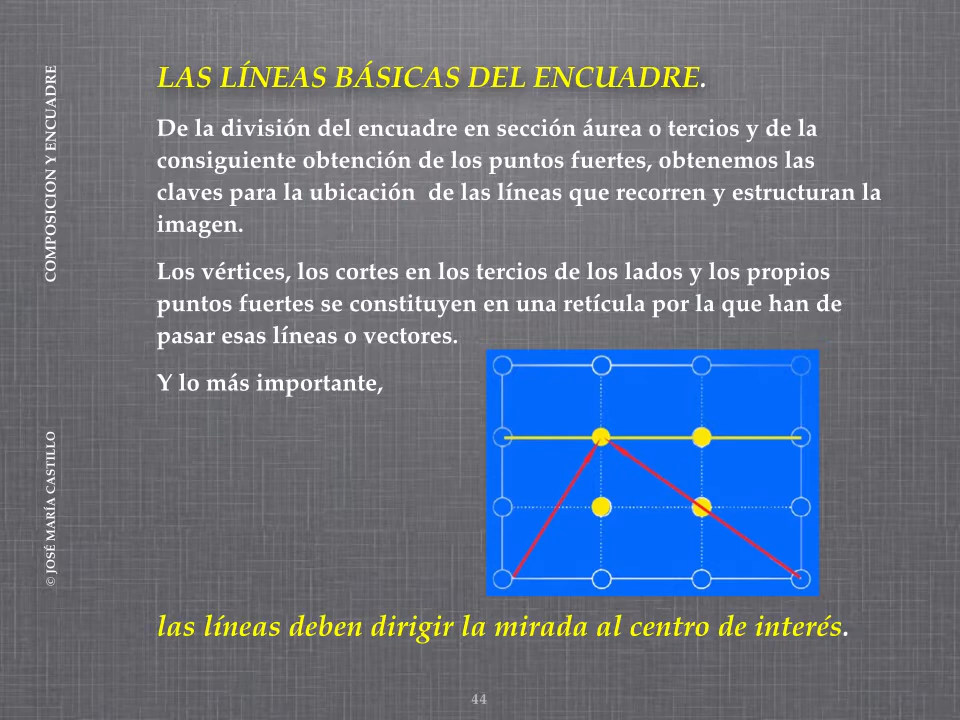 COMPOSICION Y ENCUADRE
© JOSÉ MARÍA CASTILLO
LAS LÍNEAS BÁSICAS DEL ENCUADRE.
De la división del encuadre en sección áurea o tercios y de la
consiguiente obtención de los puntos fuertes, obtenemos las
claves para la ubicación de las líneas que recorren y estructuran la
imagen.
Los vértices, los cortes en los tercios de los lados y los propios
puntos fuertes se constituyen en una retícula por la que han de
pasar esas líneas o vectores.
Y lo más importante,
las líneas deben dirigir la mirada al centro de interés.
44